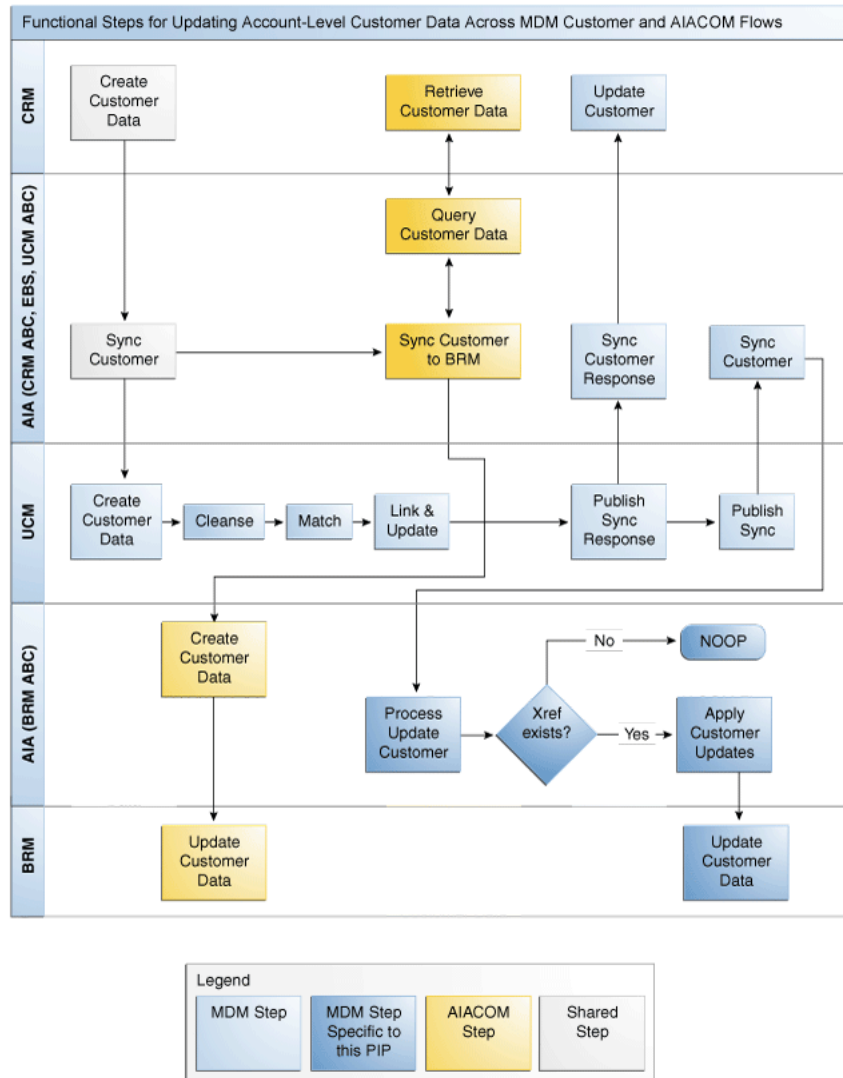 Functional Steps for Updating Account-Level Customer Data Across MDM Customer and AIACOM Flows
CRM
Create
Customer
Data
Retrieve
Customer Data
Update
Customer
AIA (CRM ABC, EBS, UCM ABC)
Query
Customer Data
Sync
Customer
Sync Customer
to BRM
Sync
Customer
Response
Sync
Customer
UCM
Create
Customer
Data
Cleanse
Match
Link &
Update
Publish
Sync
Response
Publish
Sync
AIA (BRM ABC)
Create
Customer
Data
No
NOOP
Process
Update
Customer
Xref
exists?
Yes
Apply
Customer
Updates
BRM
Update
Customer
Data
Update
Customer
Data
Legend
MDM Step
MDM Step
Specific to
this PIP
AIACOM
Step
Shared
Step